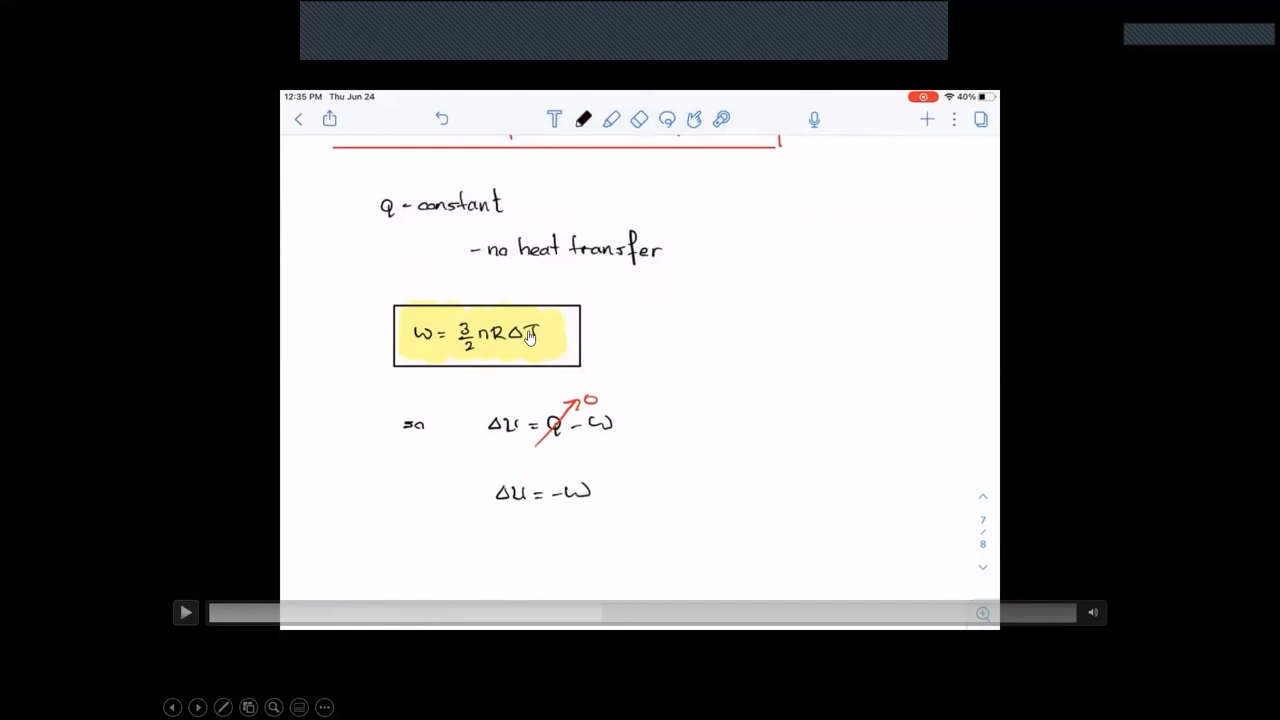 12:35 PM Thu Jun 24
40%
Q - constant
- no heat transfer
W = 3/2 nRΔT
so ΔU = Q - W
0
ΔU = -W
7
/
8